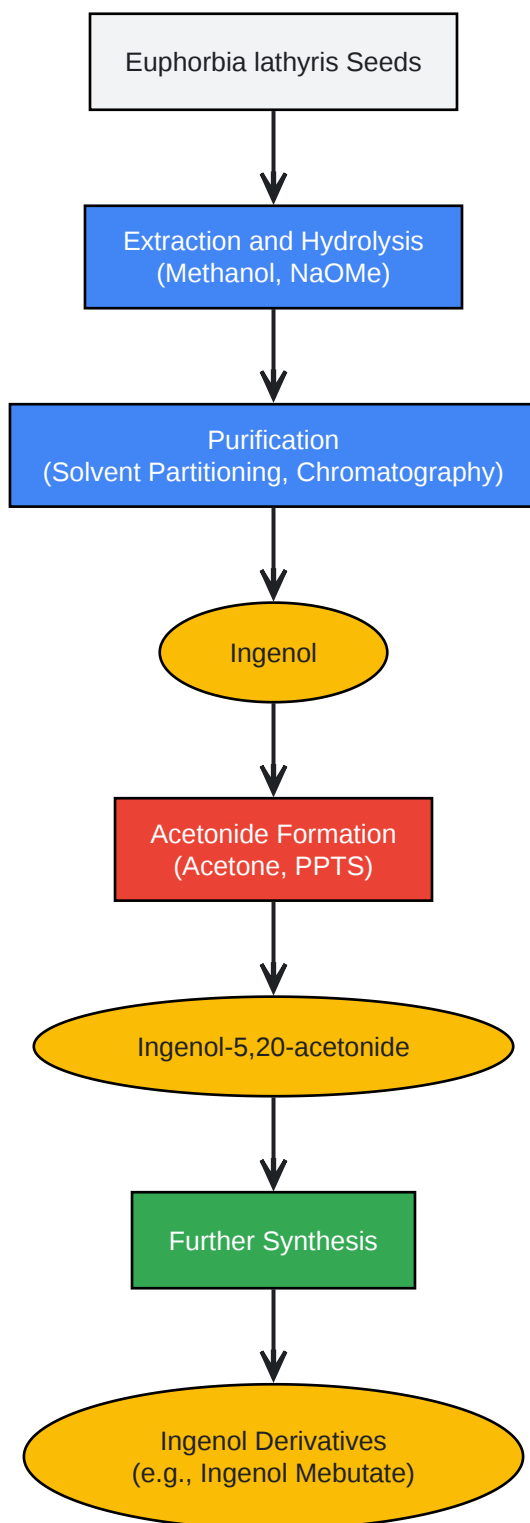 Euphorbia lathyris Seeds
Extraction and Hydrolysis
(Methanol, NaOMe)
Purification
(Solvent Partitioning, Chromatography)
Ingenol
Acetonide Formation
(Acetone, PPTS)
Ingenol-5,20-acetonide
Further Synthesis
Ingenol Derivatives
(e.g., Ingenol Mebutate)